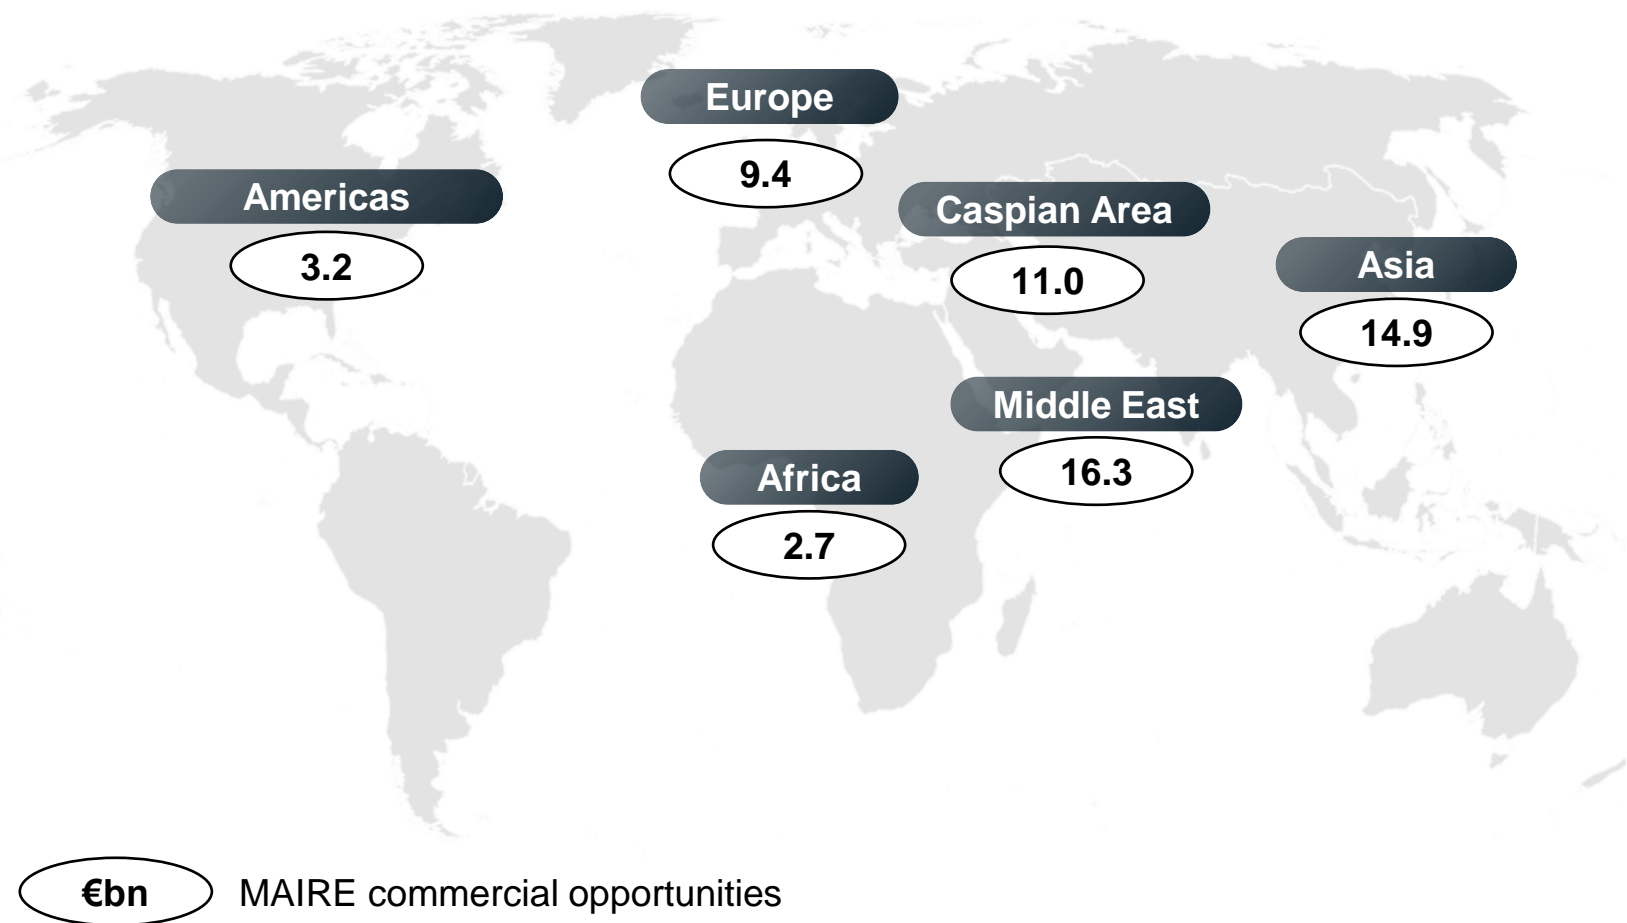 Europe
9.4
Americas
3.2
Caspian Area
11.0
Asia
14.9
Middle East
16.3
Africa
2.7
€bn MAIRE commercial opportunities